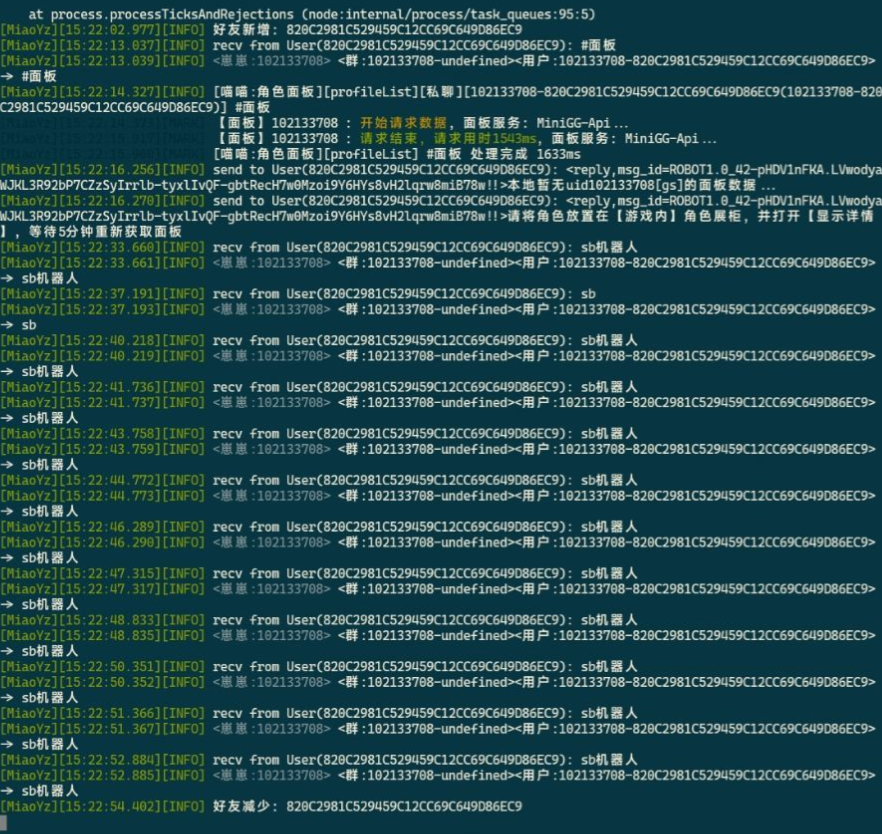 at process.processTicksAndRejections (node:internal/process/task_queues:95:5)
[MiaoYz][15:22:02.977][INFO] 好友新增: 820C2981C529459C12CC69C649D86EC9
[MiaoYz][15:22:13.037][INFO] recv from User(820C2981C529459C12CC69C649D86EC9): #面板
[MiaoYz][15:22:13.039][INFO] <崽崽:102133708> <群:102133708-undefined><用户:102133708-820C2981C529459C12CC69C649D86EC9>
→ #面板
[MiaoYz][15:22:14.327][INFO] [喵喵:角色面板][profileList][私聊][102133708-820C2981C529459C12CC69C649D86EC9(102133708-820
C2981C529459C12CC69C649D86EC9)] #面板
【面板】102133708 : 开始请求数据, 面板服务: MiniGG-Api...
【面板】102133708 : 请求结束, 请求用时1543ms, 面板服务: MiniGG-Api...
[喵喵:角色面板][profileList] #面板 处理完成 1633ms
[MiaoYz][15:22:16.256][INFO] send to User(820C2981C529459C12CC69C649D86EC9): <reply,msg_id=ROBOT1.0_42-pHDV1nFKA.LVwodya
WJKL3R92bP7CZzSyIrrlb-tyxlIvQF-gbtRecH7w0Mzoi9Y6HYs8vH2lqrw8miB78w!!>本地暂无uid102133708[gs]的面板数据...
[MiaoYz][15:22:16.270][INFO] send to User(820C2981C529459C12CC69C649D86EC9): <reply,msg_id=ROBOT1.0_42-pHDV1nFKA.LVwodya
WJKL3R92bP7CZzSyIrrlb-tyxlIvQF-gbtRecH7w0Mzoi9Y6HYs8vH2lqrw8miB78w!!>请将角色放置在【游戏内】角色展柜, 并打开【显示详情
】, 等待5分钟重新获取面板
[MiaoYz][15:22:33.660][INFO] recv from User(820C2981C529459C12CC69C649D86EC9): sb机器人
[MiaoYz][15:22:33.661][INFO] <崽崽:102133708> <群:102133708-undefined><用户:102133708-820C2981C529459C12CC69C649D86EC9>
→ sb机器人
[MiaoYz][15:22:37.191][INFO] recv from User(820C2981C529459C12CC69C649D86EC9): sb
[MiaoYz][15:22:37.193][INFO] <崽崽:102133708> <群:102133708-undefined><用户:102133708-820C2981C529459C12CC69C649D86EC9>
→ sb
[MiaoYz][15:22:40.218][INFO] recv from User(820C2981C529459C12CC69C649D86EC9): sb机器人
[MiaoYz][15:22:40.219][INFO] <崽崽:102133708> <群:102133708-undefined><用户:102133708-820C2981C529459C12CC69C649D86EC9>
→ sb机器人
[MiaoYz][15:22:41.736][INFO] recv from User(820C2981C529459C12CC69C649D86EC9): sb机器人
[MiaoYz][15:22:41.737][INFO] <崽崽:102133708> <群:102133708-undefined><用户:102133708-820C2981C529459C12CC69C649D86EC9>
→ sb机器人
[MiaoYz][15:22:43.758][INFO] recv from User(820C2981C529459C12CC69C649D86EC9): sb机器人
[MiaoYz][15:22:43.759][INFO] <崽崽:102133708> <群:102133708-undefined><用户:102133708-820C2981C529459C12CC69C649D86EC9>
→ sb机器人
[MiaoYz][15:22:44.772][INFO] recv from User(820C2981C529459C12CC69C649D86EC9): sb机器人
[MiaoYz][15:22:44.773][INFO] <崽崽:102133708> <群:102133708-undefined><用户:102133708-820C2981C529459C12CC69C649D86EC9>
→ sb机器人
[MiaoYz][15:22:46.289][INFO] recv from User(820C2981C529459C12CC69C649D86EC9): sb机器人
[MiaoYz][15:22:46.290][INFO] <崽崽:102133708> <群:102133708-undefined><用户:102133708-820C2981C529459C12CC69C649D86EC9>
→ sb机器人
[MiaoYz][15:22:47.315][INFO] recv from User(820C2981C529459C12CC69C649D86EC9): sb机器人
[MiaoYz][15:22:47.317][INFO] <崽崽:102133708> <群:102133708-undefined><用户:102133708-820C2981C529459C12CC69C649D86EC9>
→ sb机器人
[MiaoYz][15:22:48.833][INFO] recv from User(820C2981C529459C12CC69C649D86EC9): sb机器人
[MiaoYz][15:22:48.835][INFO] <崽崽:102133708> <群:102133708-undefined><用户:102133708-820C2981C529459C12CC69C649D86EC9>
→ sb机器人
[MiaoYz][15:22:50.351][INFO] recv from User(820C2981C529459C12CC69C649D86EC9): sb机器人
[MiaoYz][15:22:50.352][INFO] <崽崽:102133708> <群:102133708-undefined><用户:102133708-820C2981C529459C12CC69C649D86EC9>
→ sb机器人
[MiaoYz][15:22:51.366][INFO] recv from User(820C2981C529459C12CC69C649D86EC9): sb机器人
[MiaoYz][15:22:51.367][INFO] <崽崽:102133708> <群:102133708-undefined><用户:102133708-820C2981C529459C12CC69C649D86EC9>
→ sb机器人
[MiaoYz][15:22:52.884][INFO] recv from User(820C2981C529459C12CC69C649D86EC9): sb机器人
[MiaoYz][15:22:52.885][INFO] <崽崽:102133708> <群:102133708-undefined><用户:102133708-820C2981C529459C12CC69C649D86EC9>
→ sb机器人
[MiaoYz][15:22:54.402][INFO] 好友减少: 820C2981C529459C12CC69C649D86EC9